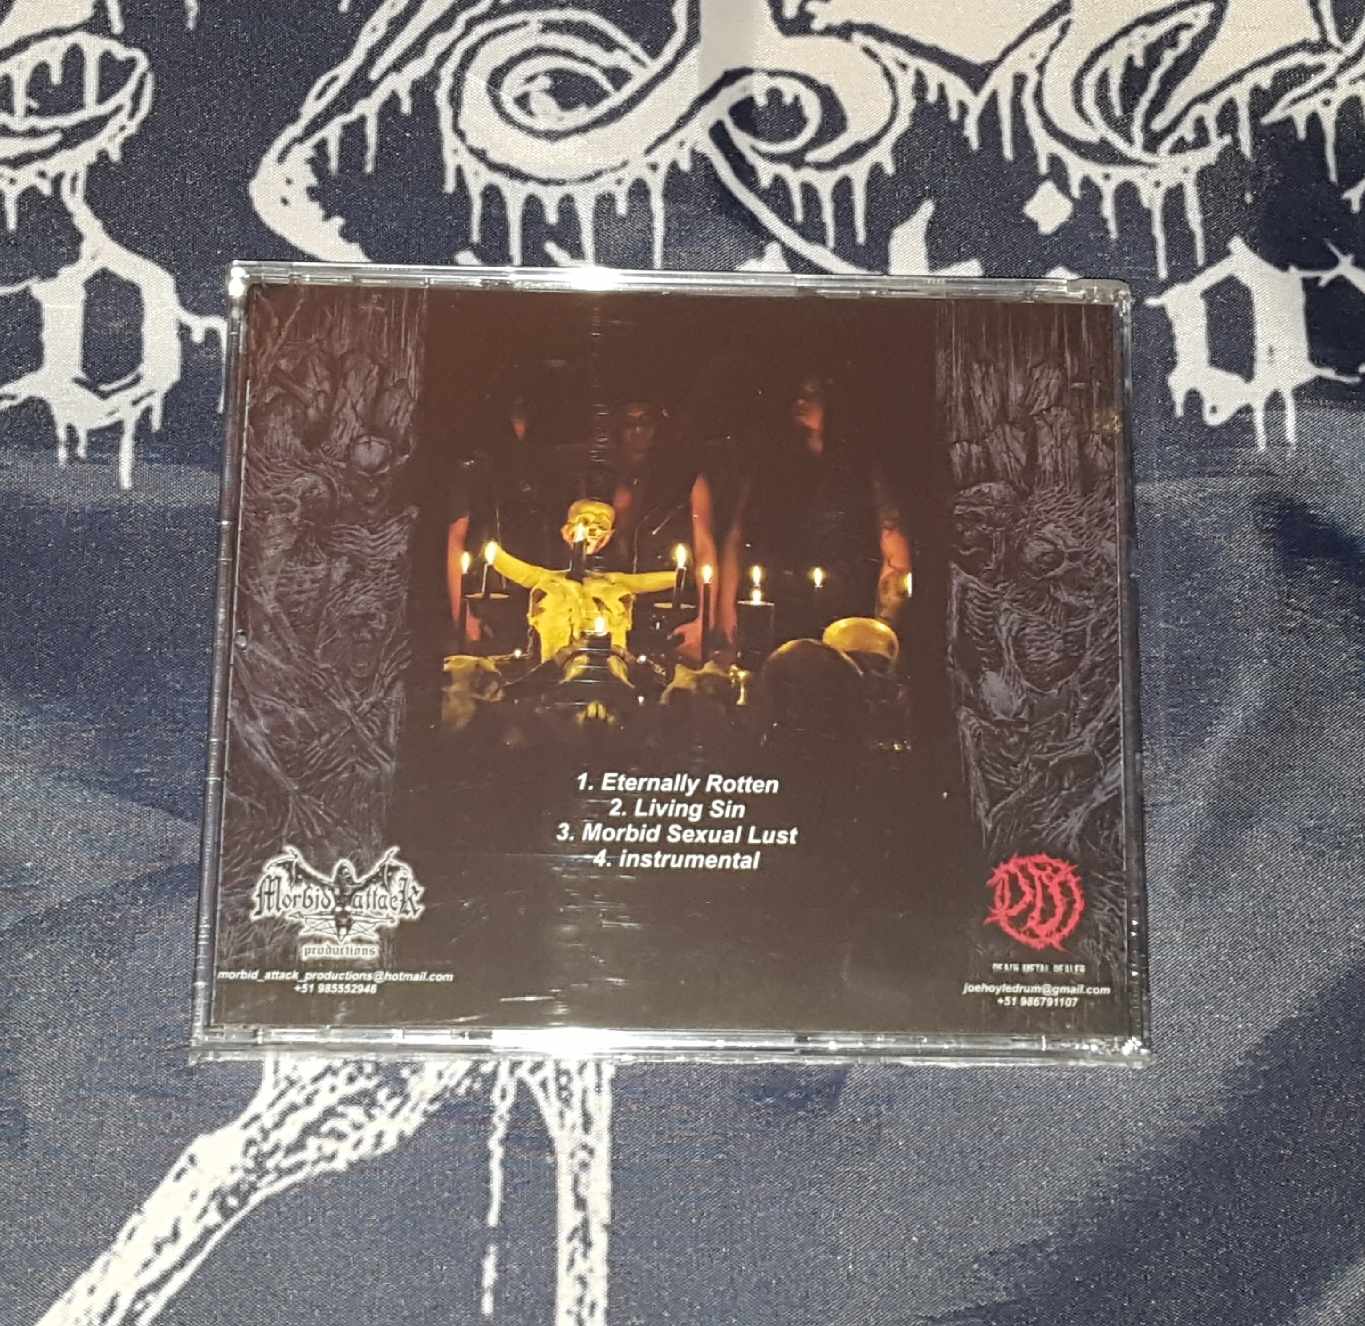 1. Eternally Rotten
2. Living Sin
3. Morbid Sexual Lust
4. instrumental
Morbid attack
productions
morbid_attack_productions@hotmail.com
+51 985552948
DMD
DEATH METAL DEALER
joehoyledrum@gmail.com
+51 986791107